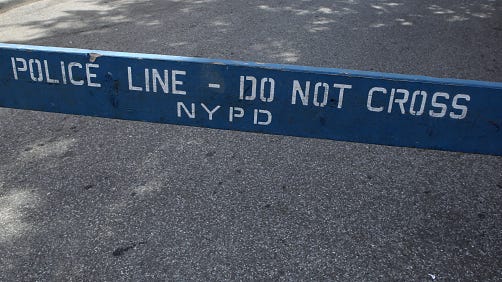 POLICE LINE - DO NOT CROSS
NYPD